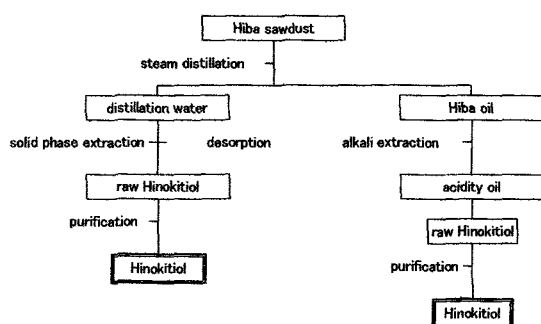 Hiba sawdust
steam distillation
distillation water
Hiba oil
solid phase extraction
desorption
alkali extraction
raw Hinokitiol
acidity oil
purification
raw Hinokitiol
Hinokitiol
purification
Hinokitiol